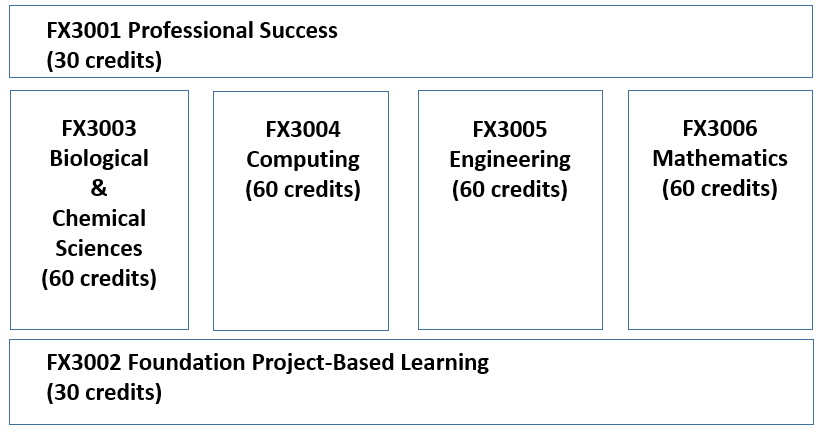 FX3001 Professional Success
(30 credits)
FX3003
Biological
&
Chemical
Sciences
(60 credits)
FX3004
Computing
(60 credits)
FX3005
Engineering
(60 credits)
FX3006
Mathematics
(60 credits)
FX3002 Foundation Project-Based Learning
(30 credits)